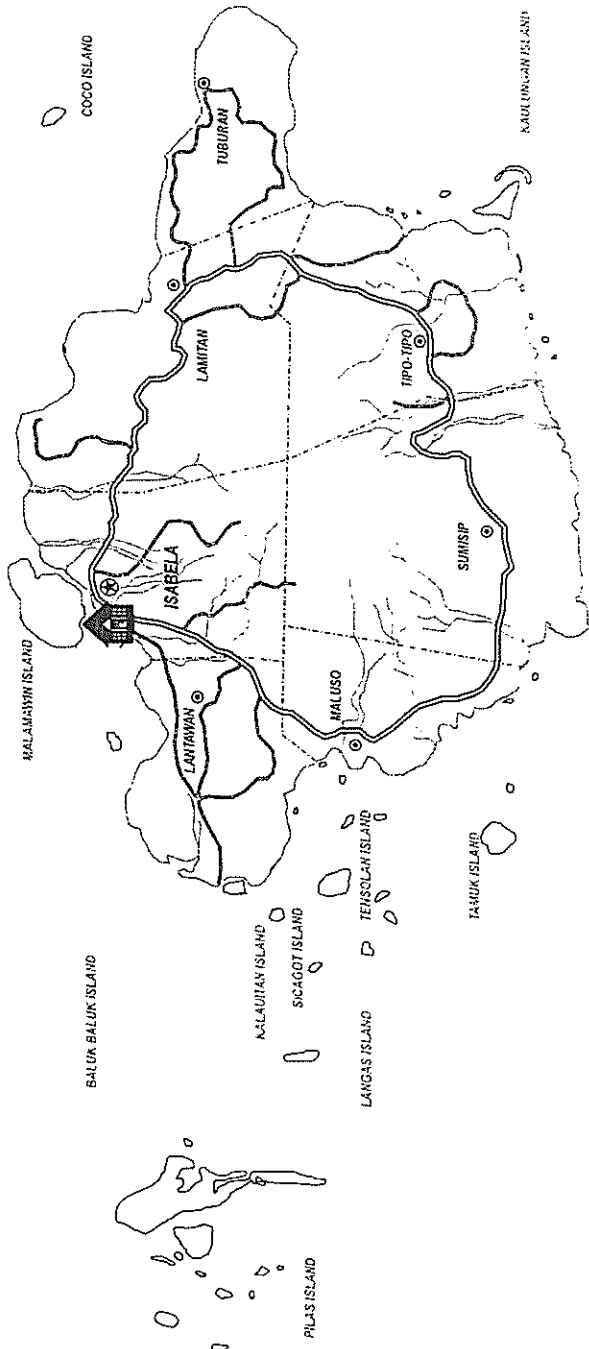 COCO ISLAND
TUBURAN
KAULUNGAN ISLAND
LAMITAN
TIPO-TIPO
MALAMAWIN ISLAND
ISABELA
SUMISIP
LANTAWAN
MALUSO
BALUK BALUK ISLAND
KALAUITAN ISLAND
SICAGOT ISLAND
TENSOLAN ISLAND
TAMUK ISLAND
LANGAS ISLAND
PILAS ISLAND